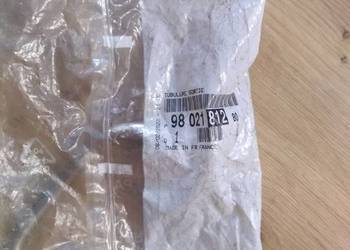 TUBULURE SORTIE
98 021 812 80
1
MADE IN FR FRANCE